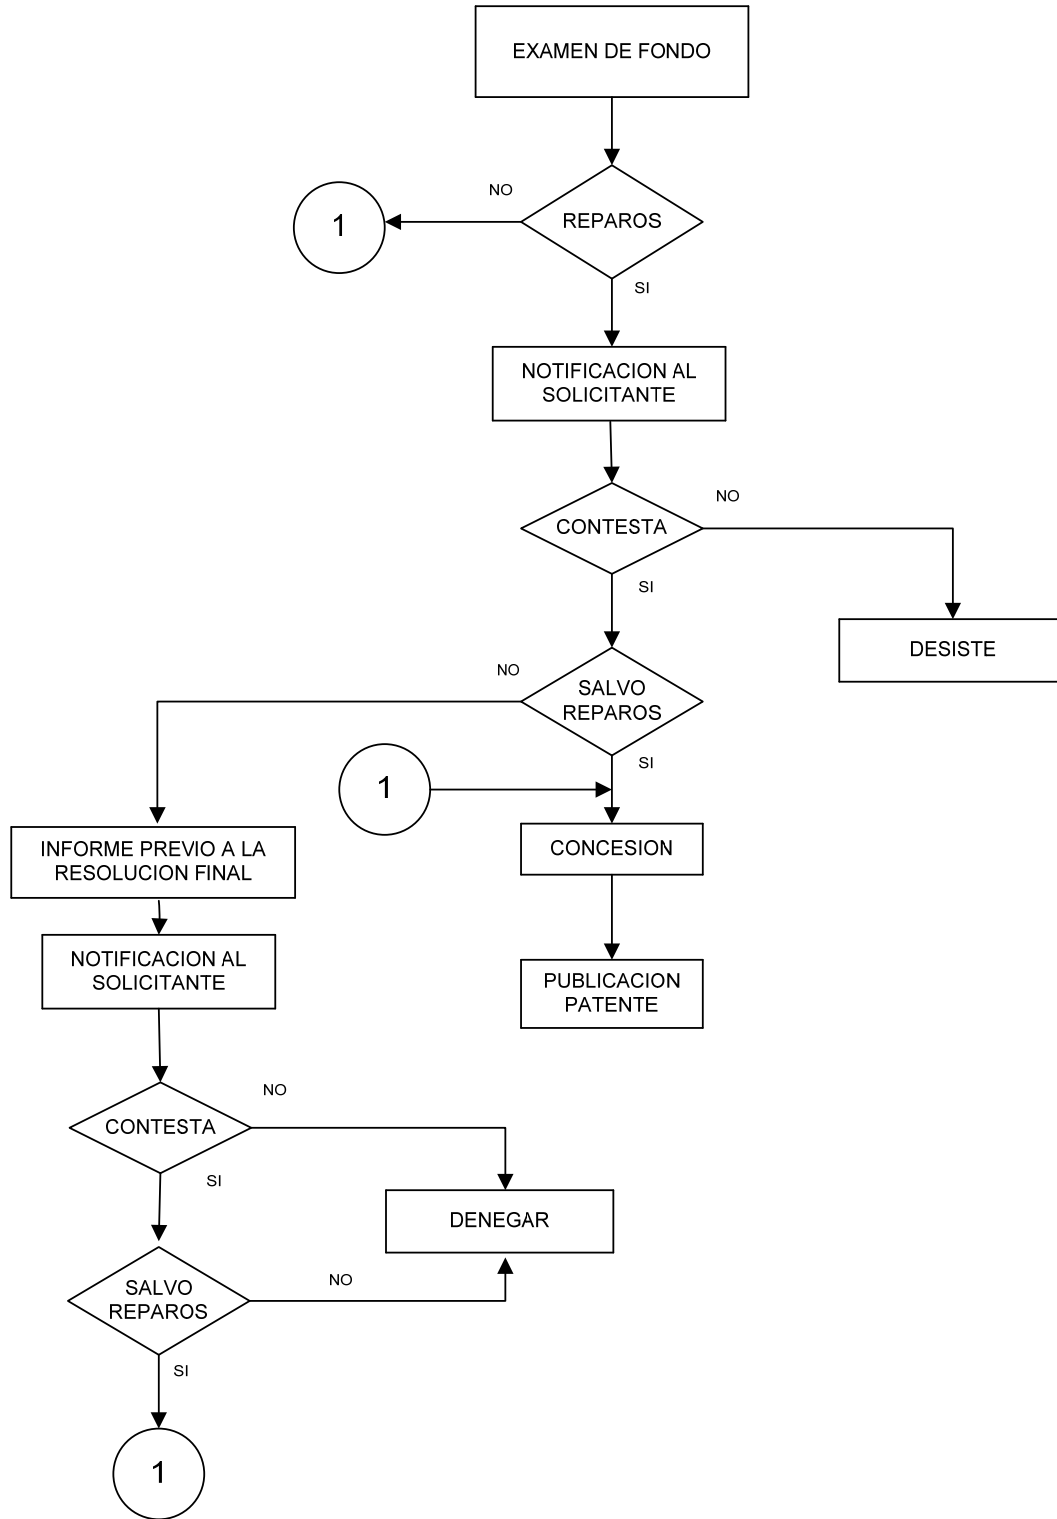 EXAMEN DE FONDO
NO
1
REPAROS
SI
NOTIFICACION AL
SOLICITANTE
NO
CONTESTA
SI
DESISTE
NO
SALVO
REPAROS
SI
1
CONCESION
INFORME PREVIO A LA
RESOLUCION FINAL
NOTIFICACION AL
SOLICITANTE
PUBLICACION
PATENTE
NO
CONTESTA
SI
DENEGAR
NO
SALVO
REPAROS
SI
1